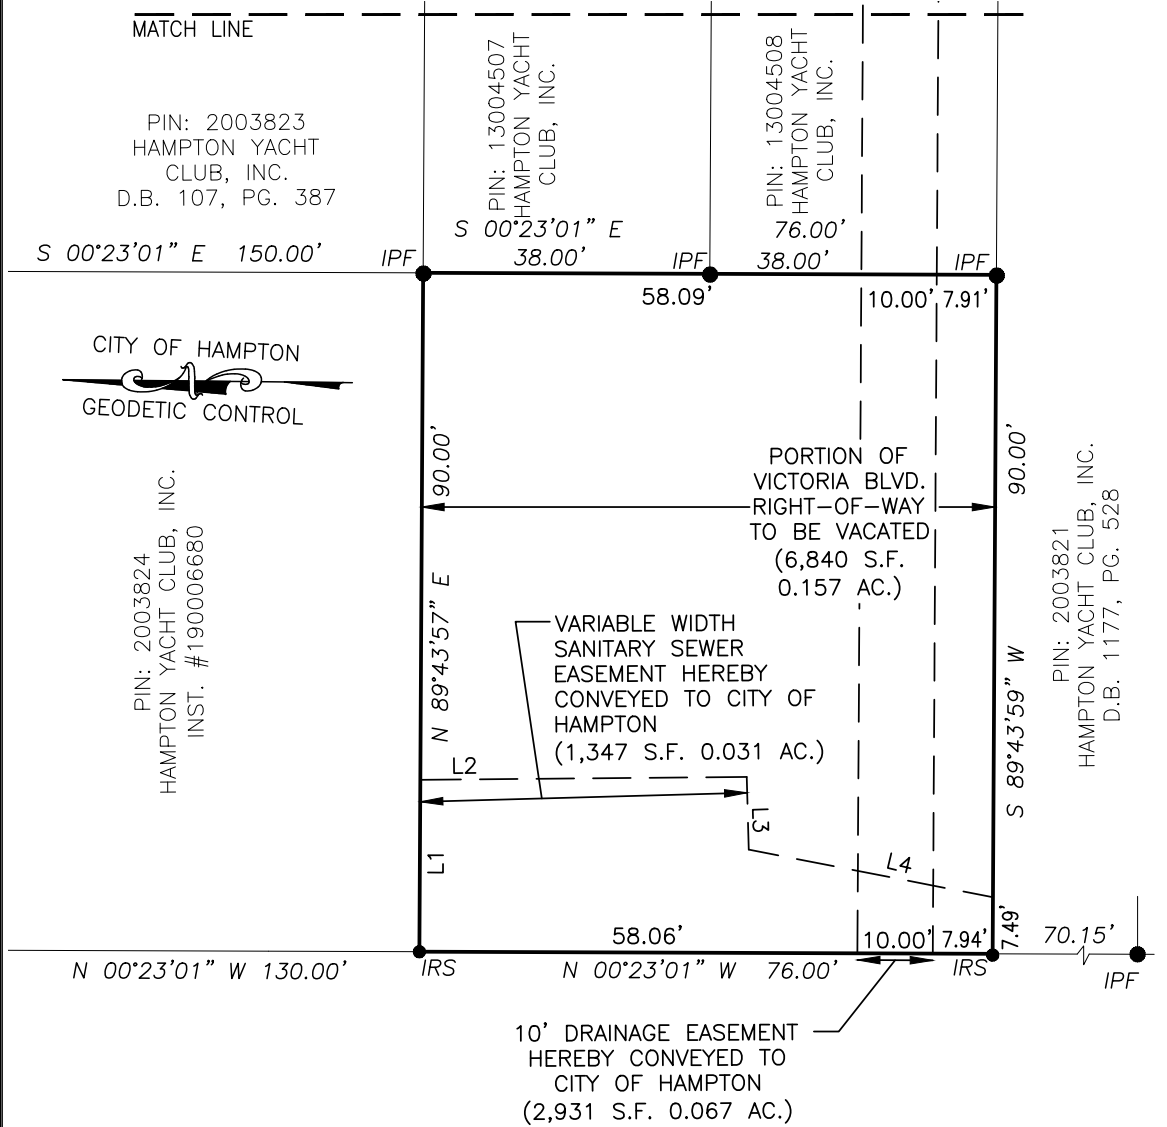 MATCH LINE
PIN: 2003823
HAMPTON YACHT
CLUB, INC.
D.B. 107, PG. 387
PIN: 13004507
HAMPTON YACHT
CLUB, INC.
PIN: 13004508
HAMPTON YACHT
CLUB, INC.
S 00°23'01" E 150.00'
IPF
S 00°23'01" E
38.00'
IPF
76.00'
38.00'
IPF
58.09'
10.00'
7.91'
CITY OF HAMPTON
N
GEODETIC CONTROL
PIN: 2003824
HAMPTON YACHT CLUB, INC.
INST. #190006680
N 89°43'57" E 90.00'
PORTION OF
VICTORIA BLVD.
RIGHT-OF-WAY
TO BE VACATED
(6,840 S.F.
0.157 AC.)
S 89°43'59" W 90.00'
PIN: 2003821
HAMPTON YACHT CLUB, INC.
D.B. 1177, PG. 528
VARIABLE WIDTH
SANITARY SEWER
EASEMENT HEREBY
CONVEYED TO CITY OF
HAMPTON
(1,347 S.F. 0.031 AC.)
L2
L3
L1
L4
58.06'
10.00'
7.94'
7.49'
70.15'
N 00°23'01" W 130.00'
IRS
N 00°23'01" W 76.00'
IRS
IPF
10' DRAINAGE EASEMENT
HEREBY CONVEYED TO
CITY OF HAMPTON
(2,931 S.F. 0.067 AC.)